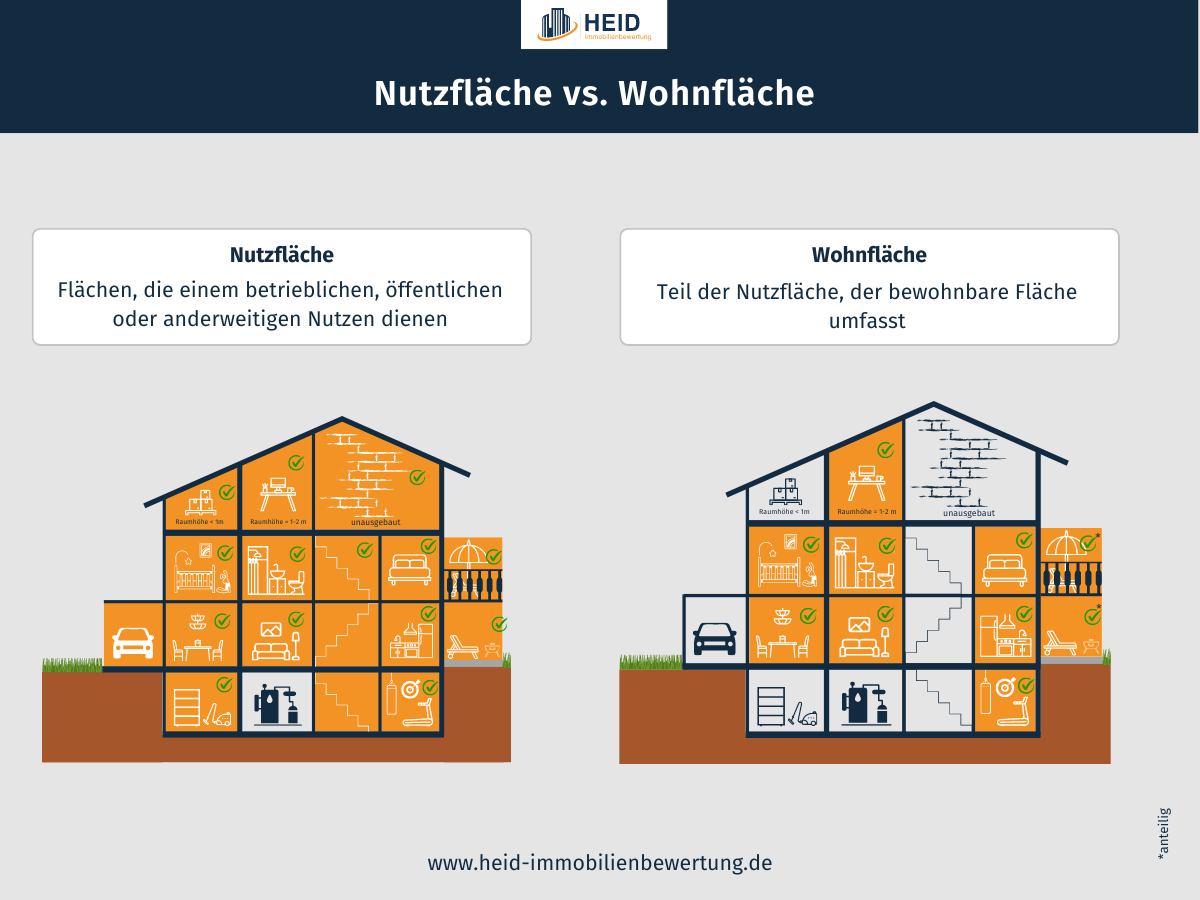 HEID
Immobilienbewertung
Nutzfläche vs. Wohnfläche
Nutzfläche
Flächen, die einem betrieblichen, öffentlichen
oder anderweitigen Nutzen dienen
Wohnfläche
Teil der Nutzfläche, der bewohnbare Fläche
umfasst
Raumhöhe < 1m
Raumhöhe = 1-2 m
unausgebaut
Raumhöhe < 1m
Raumhöhe = 1-2 m
unausgebaut
*
*
*anteilig
www.heid-immobilienbewertung.de